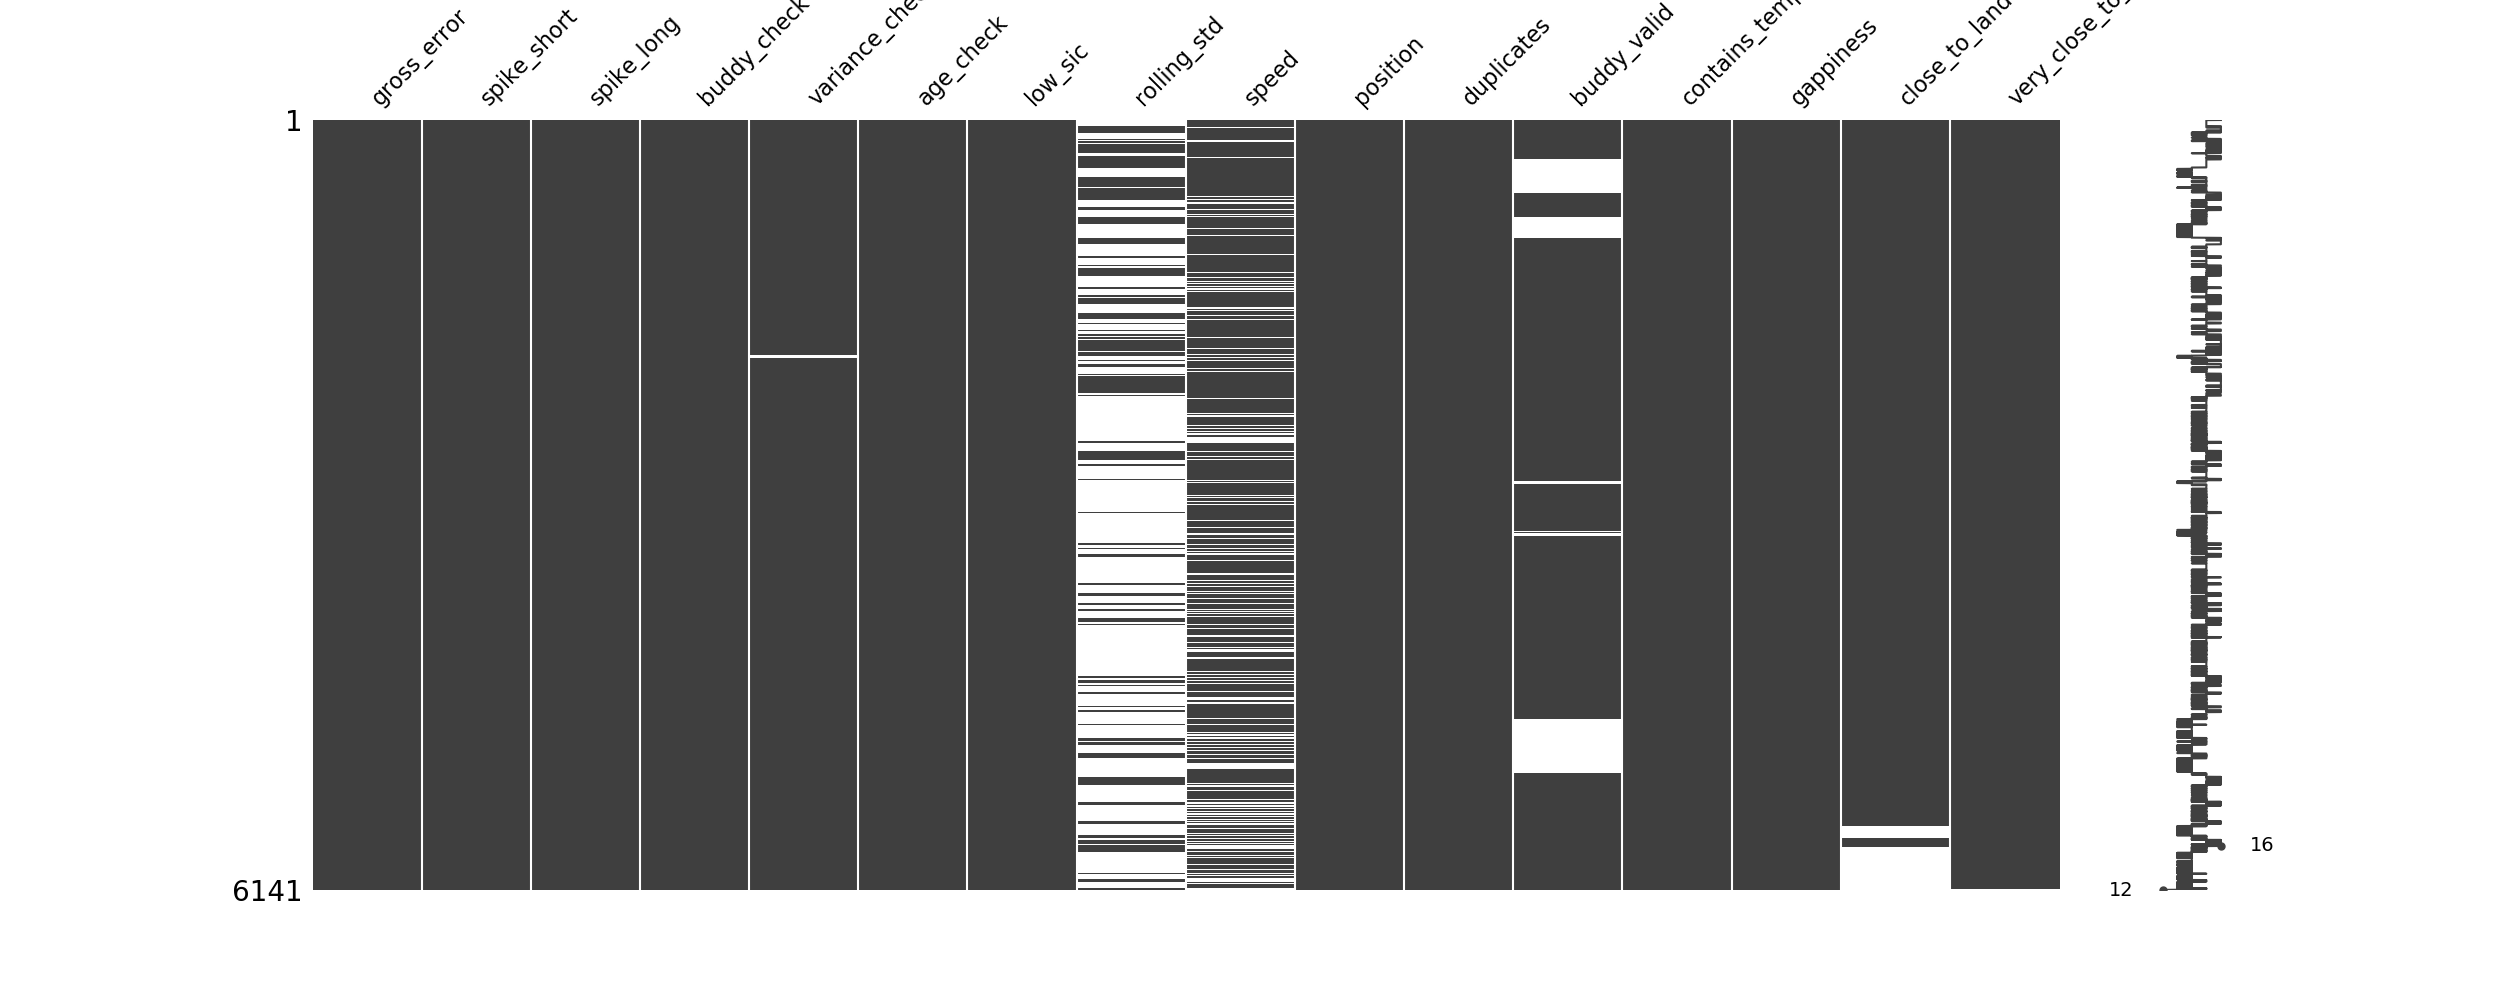 gross_error
spike_short
spike_long
buddy_check
age_check
low_sic
rolling_std
speed
position
duplicates
buddy_valid
gappiness
close_to_land
1
6141
16
12